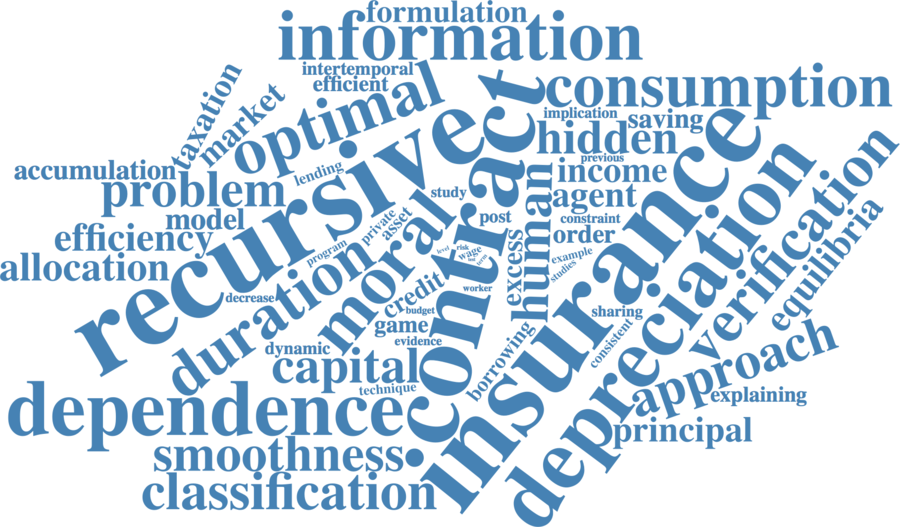 formulation
information
intertemporal
efficient
taxation
market
optimal
consumption
implication
saving
hidden
previous
income
agent
accumulation
problem
lending
recursive
contract
insurance
study
model
private
asset
post
constraint
order
efficiency
allocation
program
moral
level
risk
wage
example
studies
human
excess
depreciation
verification
equilibria
decrease
duration
credit
worker
budget
game
evidence
sharing
consistent
borrowing
dynamic
capital
technique
approach
explaining
dependence
principal
smoothness
classification